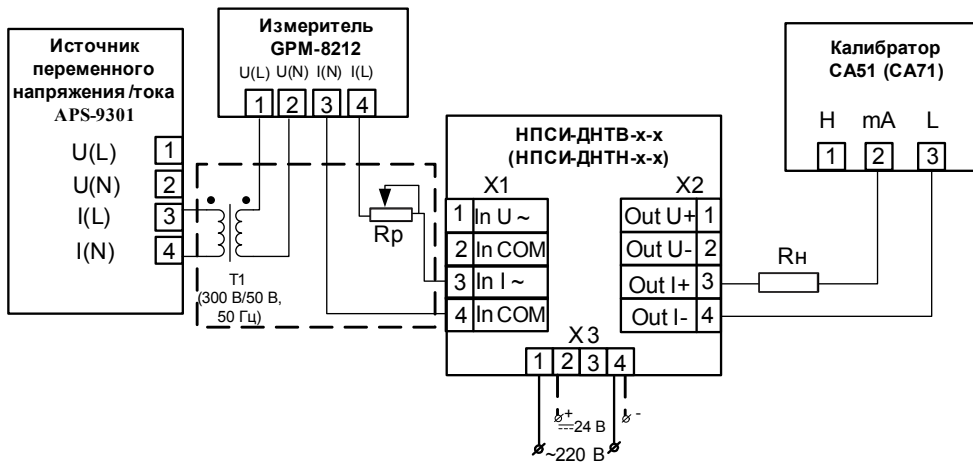 Источник
переменного
напряжения/тока
APS-9301
U(L) 1
U(N) 2
I(L) 3
I(N) 4
Измеритель
GPM-8212
U(L) U(N) I(N) I(L)
1 2 3 4
T1
(300 В/50 В,
50 Гц)
Rp
НПСИ-ДНТВ-х-х
(НПСИ-ДНТН-х-х)
X1
1 In U ~
2 In COM
3 In I ~
4 In COM
X2
Out U+ 1
Out U- 2
Out I+ 3
Out I- 4
X3
1 2 3 4
+ -
24 В
~220 В
Rн
Калибратор
CA51 (CA71)
H mA L
1 2 3